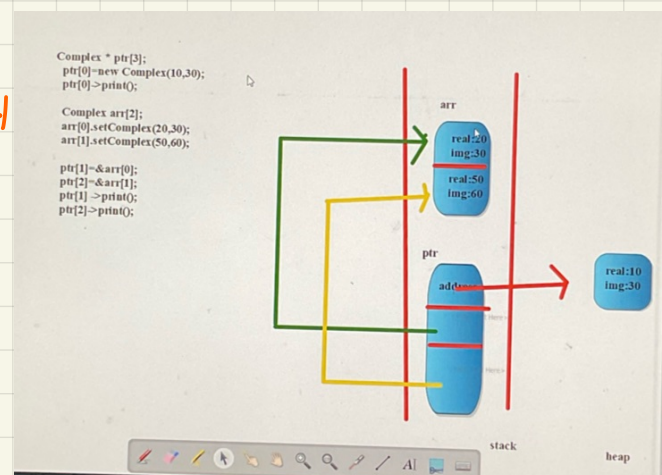 Complex * ptr[3];
ptr[0]=new Complex(10,30);
ptr[0]->print();
Complex arr[2];
arr[0].setComplex(20,30);
arr[1].setComplex(50,60);
ptr[1]=&arr[0];
ptr[2]=&arr[1];
ptr[1] ->print();
ptr[2]->print();
arr
real:20
img:30
real:50
img:60
ptr
real:10
img:30
stack
heap